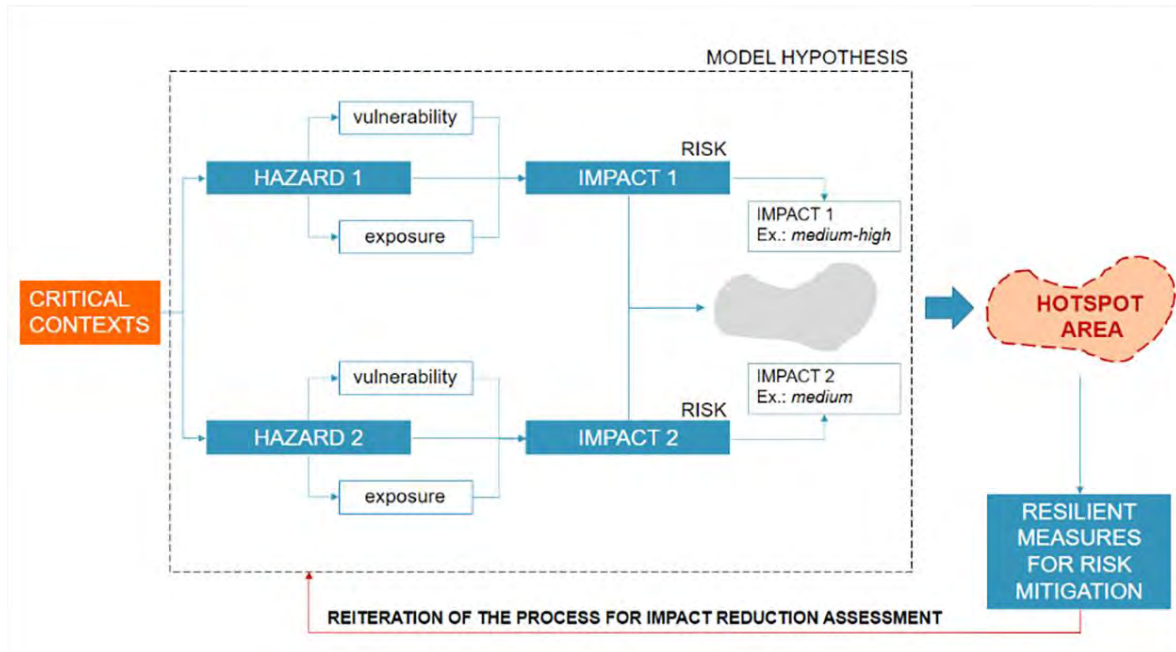 MODEL HYPOTHESIS
vulnerability
RISK
HAZARD 1
IMPACT 1
IMPACT 1
Ex.: medium-high
exposure
CRITICAL
CONTEXTS
HOTSPOT
AREA
vulnerability
IMPACT 2
Ex.: medium
RISK
HAZARD 2
IMPACT 2
exposure
RESILIENT
MEASURES
FOR RISK
MITIGATION
REITERATION OF THE PROCESS FOR IMPACT REDUCTION ASSESSMENT